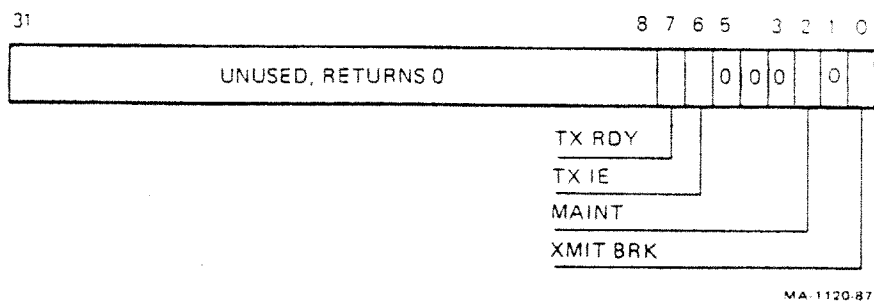 31 8 7 6 5 3 2 1 0
UNUSED, RETURNS 0 0 0 0 0
TX RDY
TX IE
MAINT
XMIT BRK
MA-1120-87